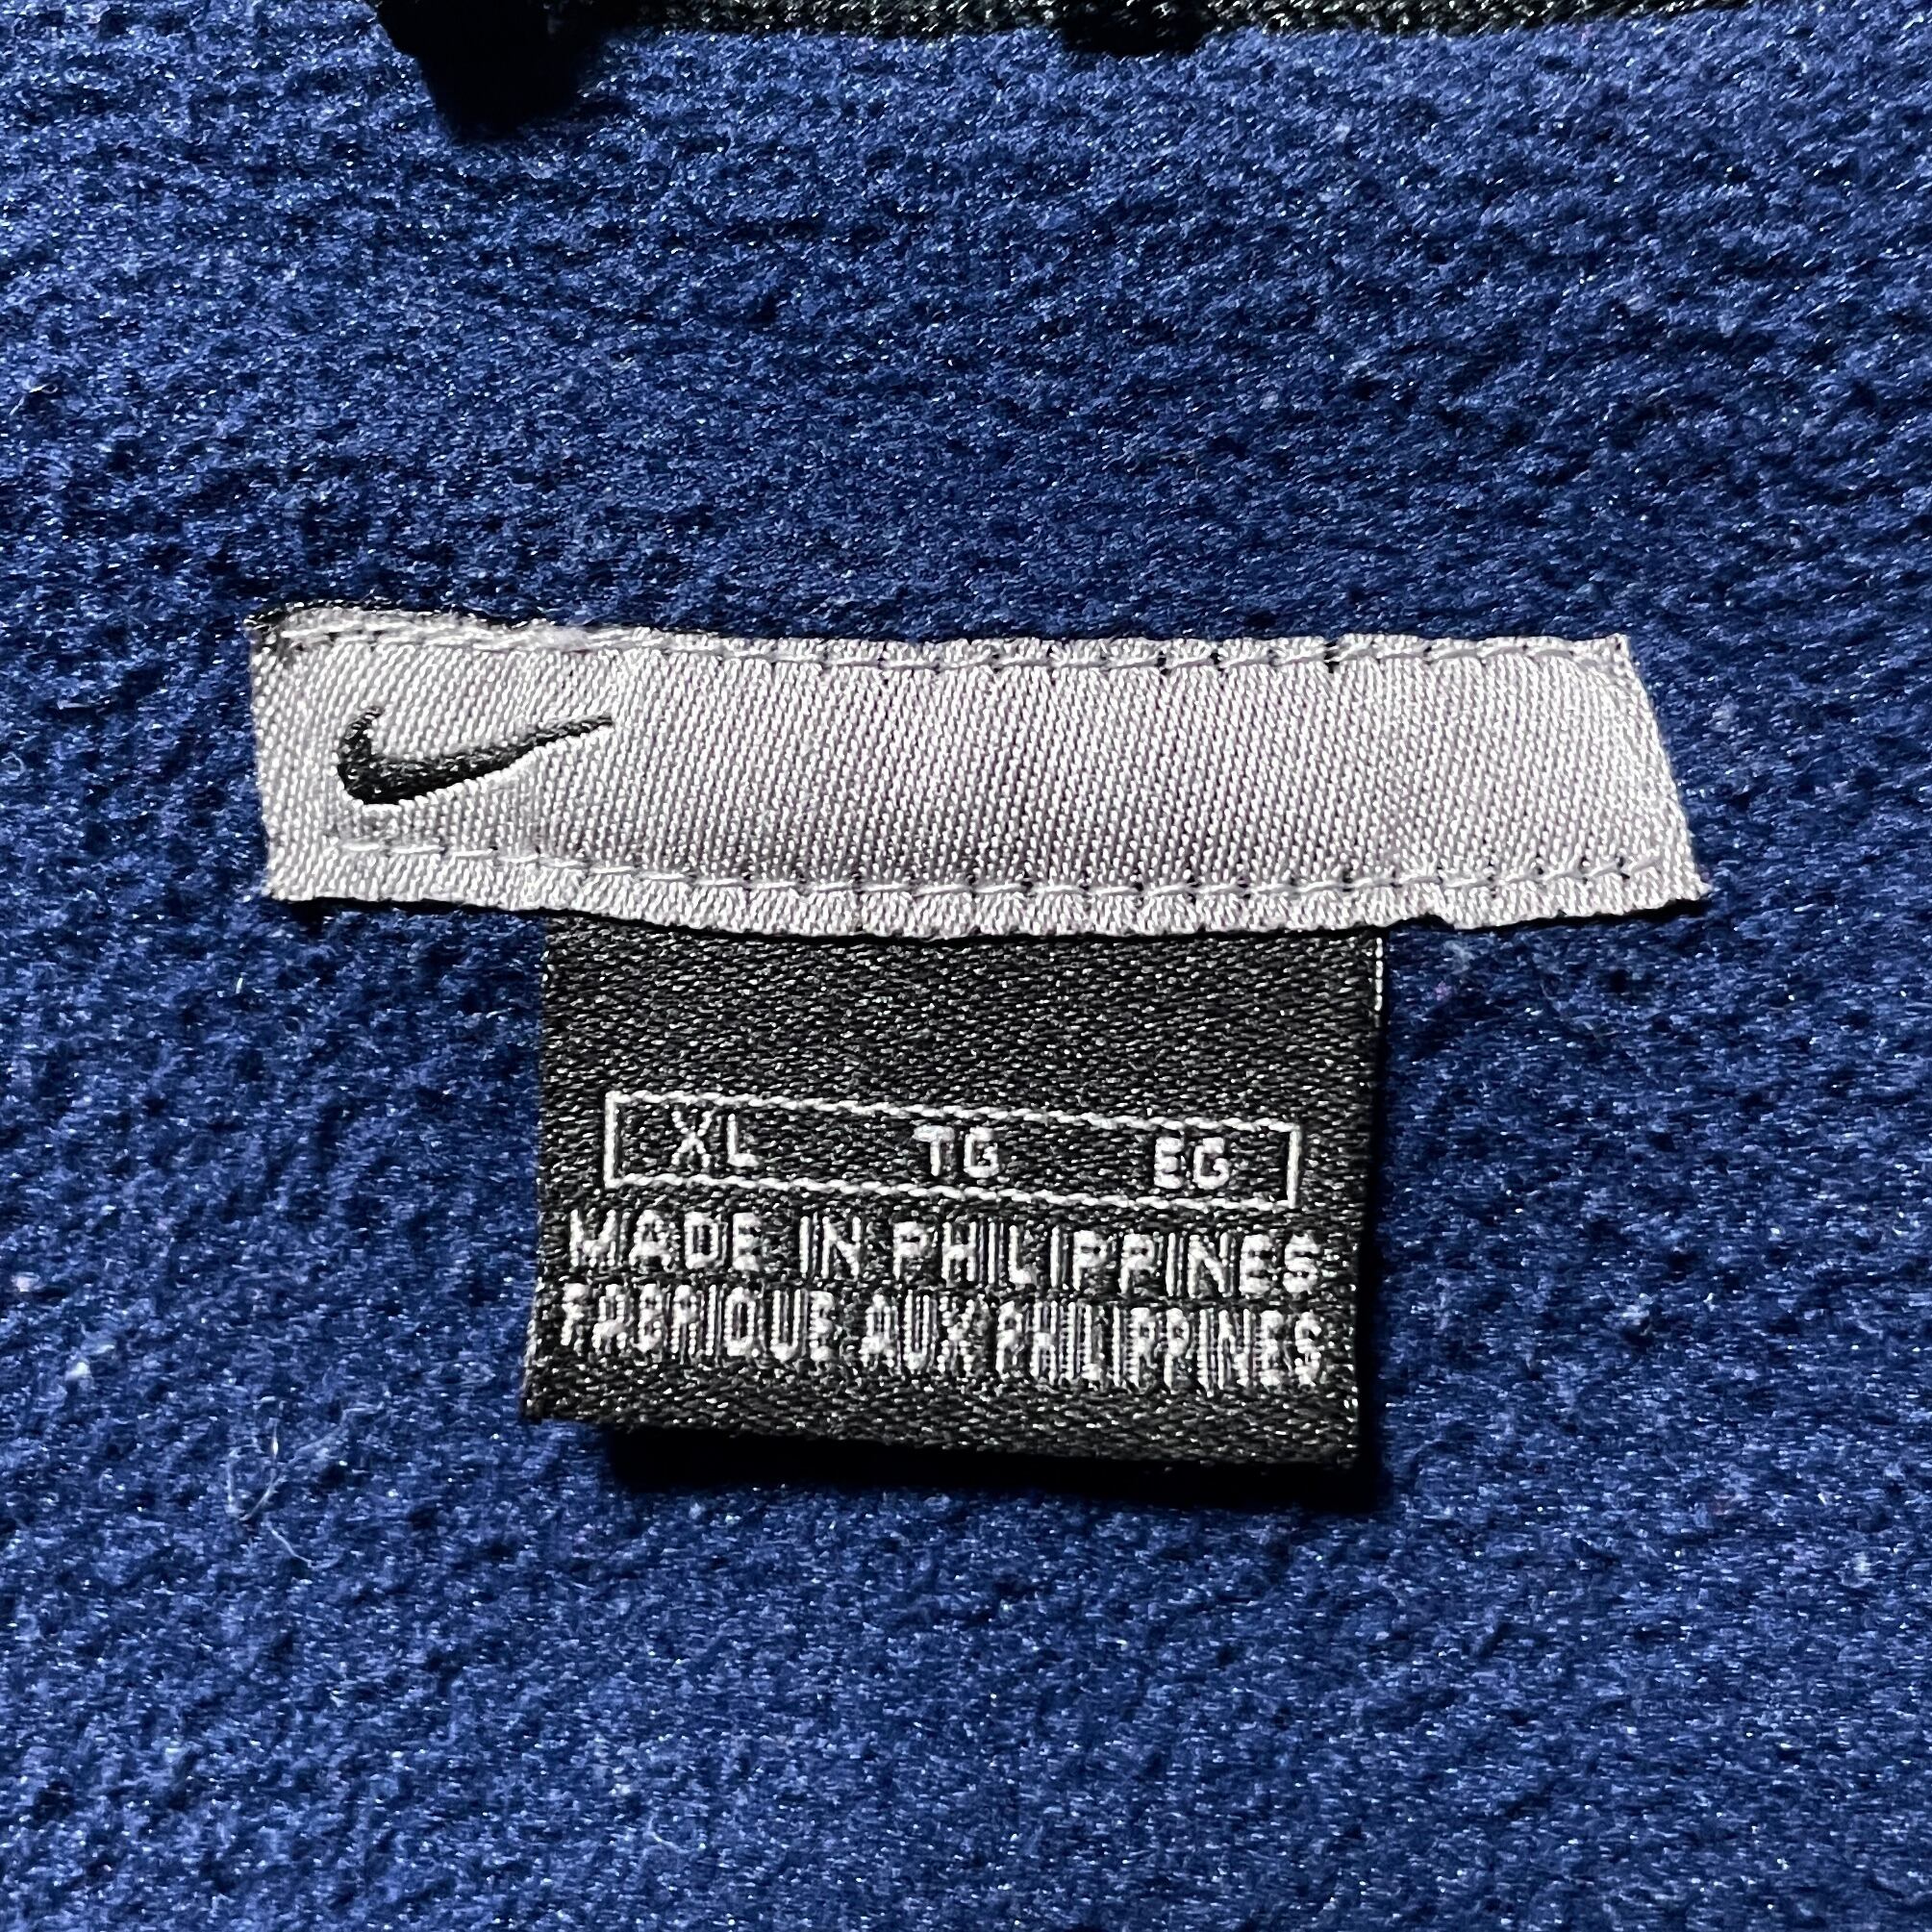 XL TG EG
MADE IN PHILIPPINES
FABRIQUE AUX PHILIPPINES